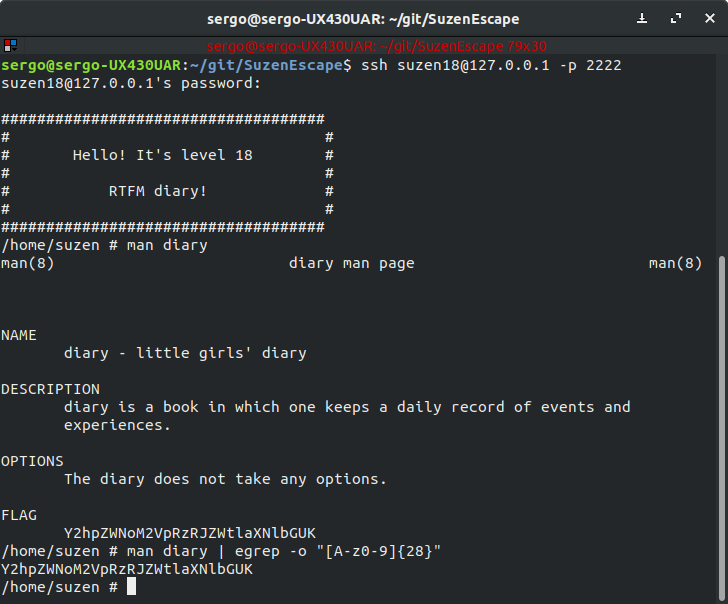 sergo@sergo-UX430UAR: ~/git/SuzenEscape
sergo@sergo-UX430UAR: ~/git/SuzenEscape 79x30
sergo@sergo-UX430UAR:~/git/SuzenEscape$ ssh suzen18@127.0.0.1 -p 2222
suzen18@127.0.0.1's password:
####################################
# #
# Hello! It's level 18 #
# #
# RTFM diary! #
# #
####################################
/home/suzen # man diary
man(8) diary man page man(8)
NAME
diary - little girls' diary
DESCRIPTION
diary is a book in which one keeps a daily record of events and
experiences.
OPTIONS
The diary does not take any options.
FLAG
Y2hpZWNoM2VpRzRJZWtlaXNlbGUK
/home/suzen # man diary | egrep -o "[A-z0-9]{28}"
Y2hpZWNoM2VpRzRJZWtlaXNlbGUK
/home/suzen #